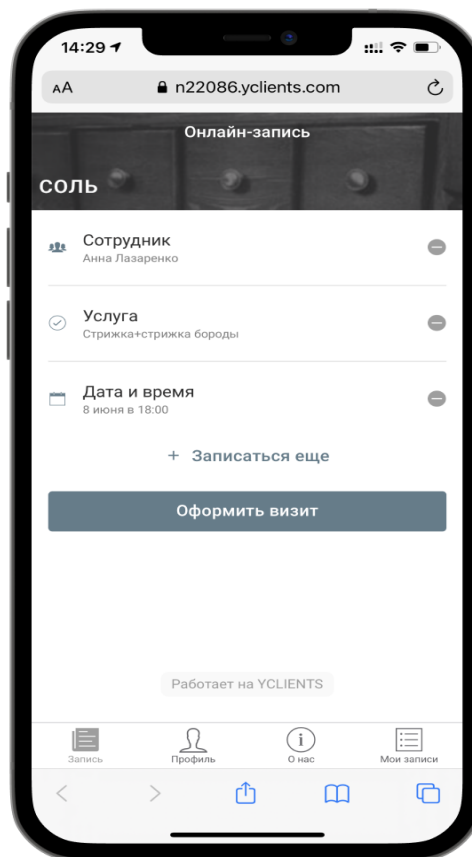 14:29
AA n22086.yclients.com
Онлайн-запись
СОЛЬ
Сотрудник
Анна Лазаренко
Услуга
Стрижка+стрижка бороды
Дата и время
8 июня в 18:00
+ Записаться еще
Оформить визит
Работает на YCLIENTS
Запись Профиль О нас Мои записи